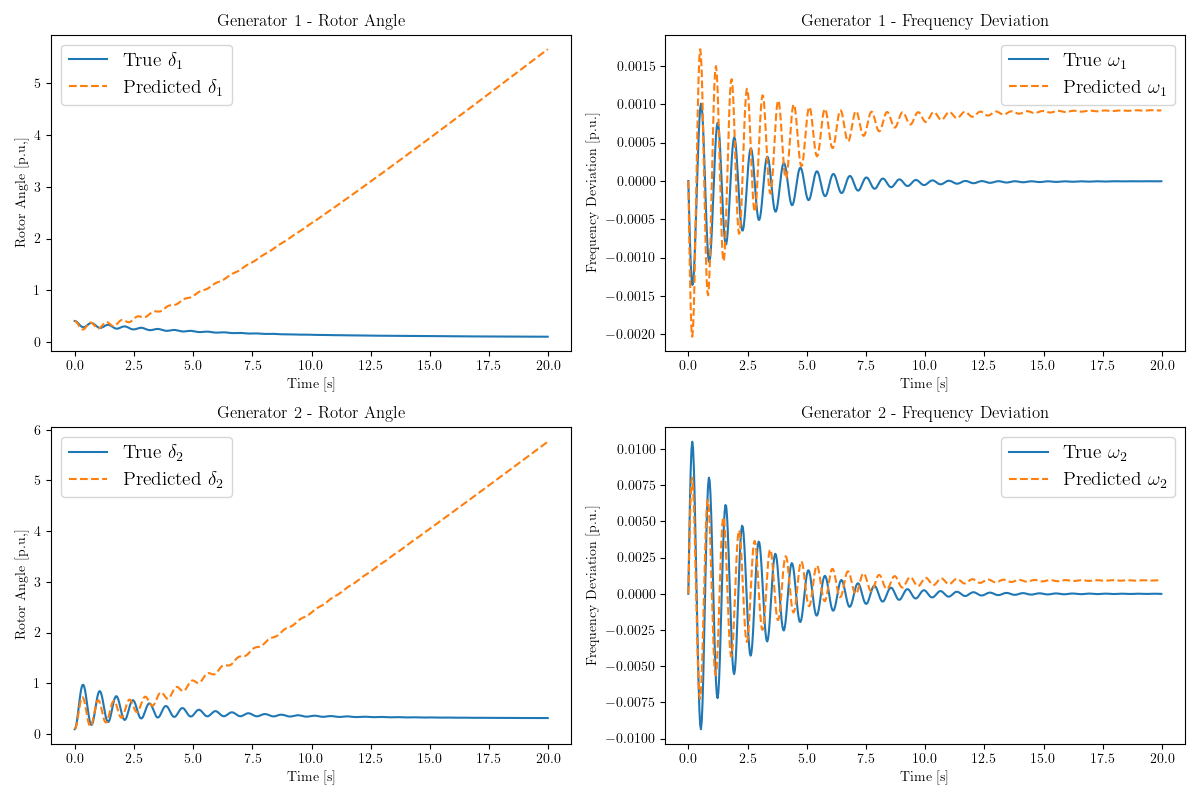 Generator 1 - Rotor Angle
True δ₁
Predicted δ₁
Rotor Angle [p.u.]
5
4
3
2
1
0
0.0 2.5 5.0 7.5 10.0 12.5 15.0 17.5 20.0
Time [s]
Generator 1 - Frequency Deviation
True ω₁
Predicted ω₁
Frequency Deviation [p.u.]
0.0015
0.0010
0.0005
0.0000
−0.0005
−0.0010
−0.0015
−0.0020
0.0 2.5 5.0 7.5 10.0 12.5 15.0 17.5 20.0
Time [s]
Generator 2 - Rotor Angle
True δ₂
Predicted δ₂
Rotor Angle [p.u.]
6
5
4
3
2
1
0
0.0 2.5 5.0 7.5 10.0 12.5 15.0 17.5 20.0
Time [s]
Generator 2 - Frequency Deviation
True ω₂
Predicted ω₂
Frequency Deviation [p.u.]
0.0100
0.0075
0.0050
0.0025
0.0000
−0.0025
−0.0050
−0.0075
−0.0100
0.0 2.5 5.0 7.5 10.0 12.5 15.0 17.5 20.0
Time [s]